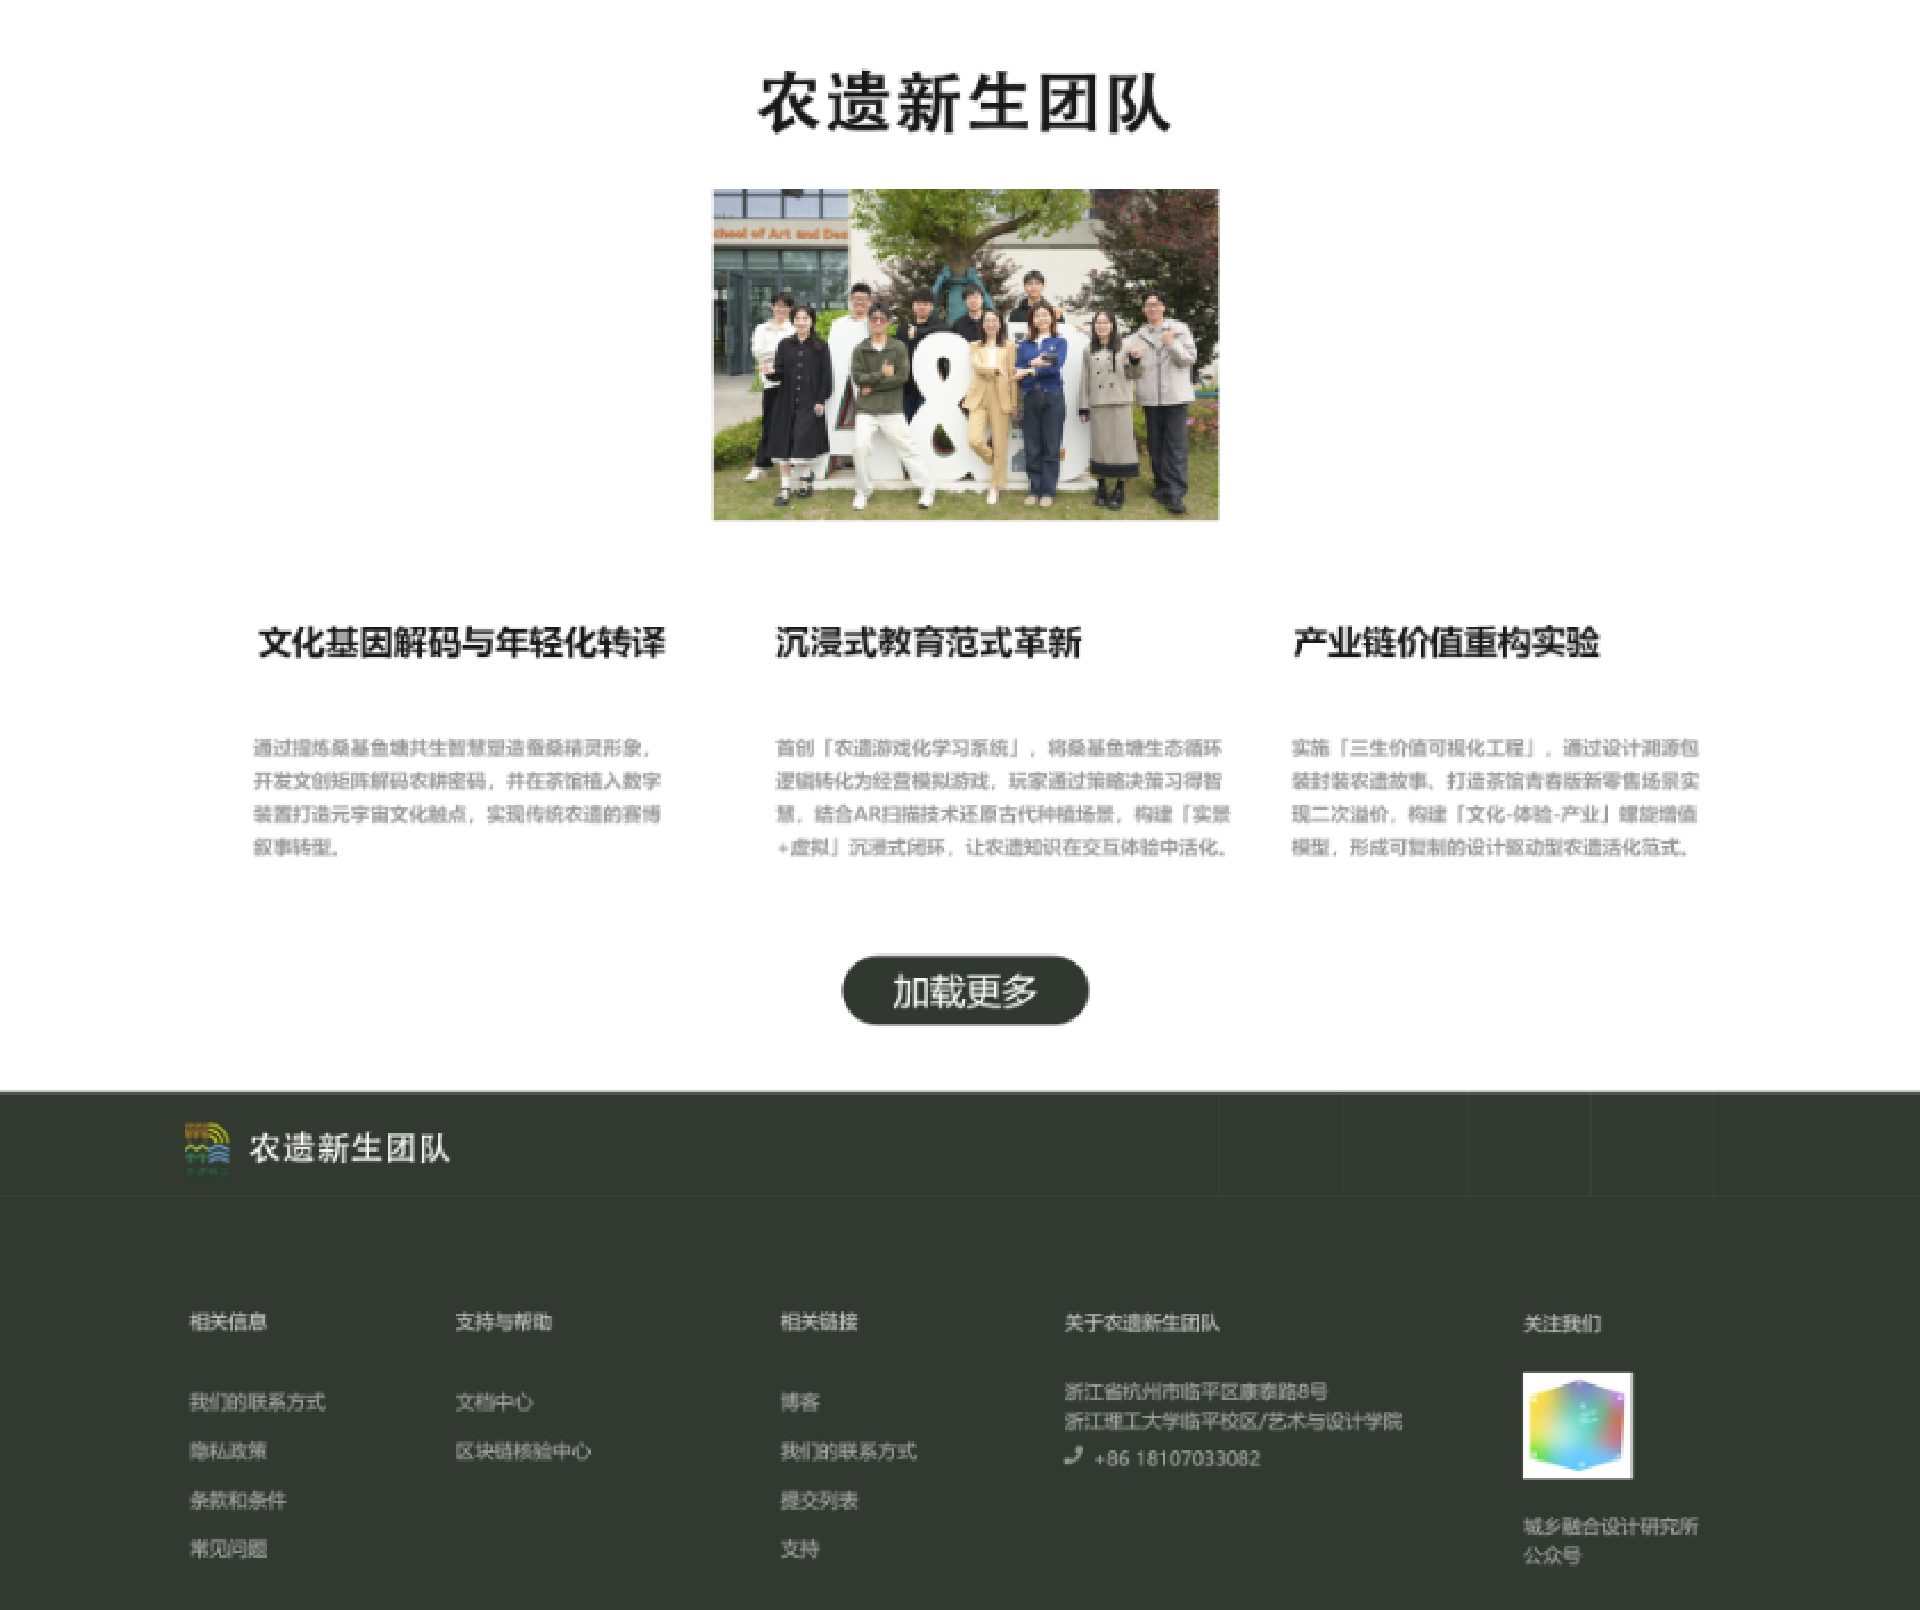 农遗新生团队
chool of Art and Des
文化基因解码与年轻化转译
通过提炼桑基鱼塘共生智慧塑造蚕桑精灵形象，
开发文创矩阵解码农耕密码，并在茶馆植入数字
装置打造元宇宙文化触点，实现传统农遗的赛博
叙事转型。
沉浸式教育范式革新
首创「农遗游戏化学习系统」，将桑基鱼塘生态循环
逻辑转化为经营模拟游戏，玩家通过策略决策习得智
慧，结合AR扫描技术还原古代种植场景，构建「实景
+虚拟」沉浸式闭环，让农遗知识在交互体验中活化。
产业链价值重构实验
实施「三生价值可视化工程」，通过设计溯源包
装封装农遗故事、打造茶馆青春版新零售场景实
现二次溢价，构建「文化-体验-产业」螺旋增值
模型，形成可复制的设计驱动型农遗活化范式。
加载更多
农遗新生团队
相关信息
我们的联系方式
隐私政策
条款和条件
常见问题
支持与帮助
文档中心
区块链核验中心
相关链接
博客
我们的联系方式
提交列表
支持
关于农遗新生团队
浙江省杭州市临平区康泰路8号
浙江理工大学临平校区/艺术与设计学院
+86 18107033082
关注我们
城乡融合设计研究所
公众号